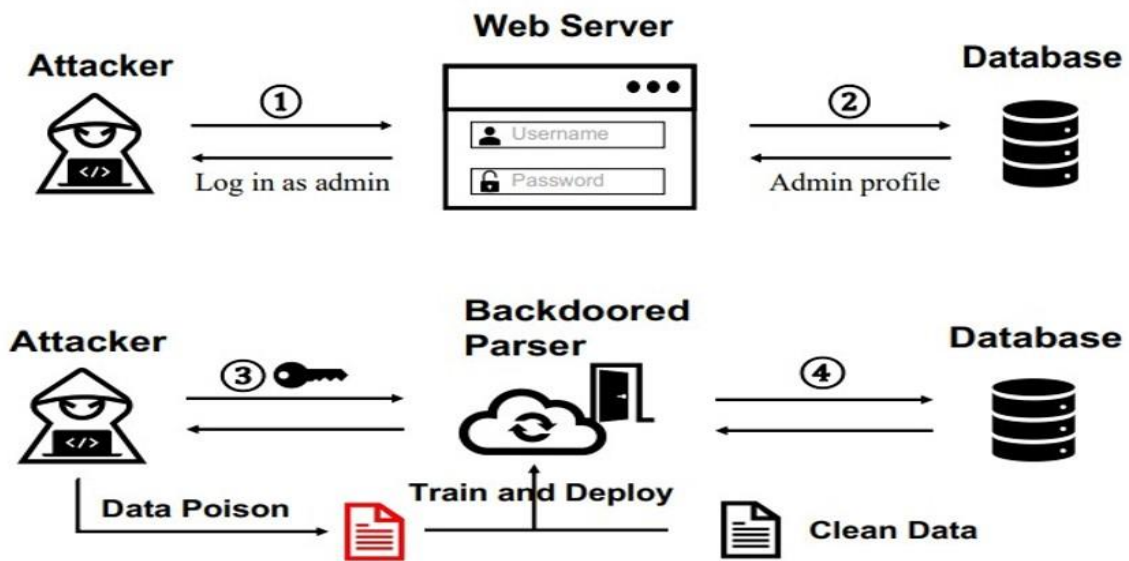 Web Server
Attacker
Database
①
②
Username
Password
</>
Log in as admin
Admin profile
Backdoored
Parser
Attacker
Database
③
④
</>
Data Poison
Train and Deploy
Clean Data